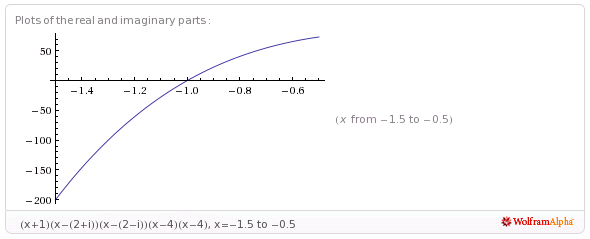 Plots of the real and imaginary parts:
50
−1.4 −1.2 −1.0 −0.8 −0.6
−50
(x from −1.5 to −0.5)
−100
−150
−200
(x+1)(x−(2+i))(x−(2−i))(x−4)(x−4), x=−1.5 to −0.5 WolframAlpha